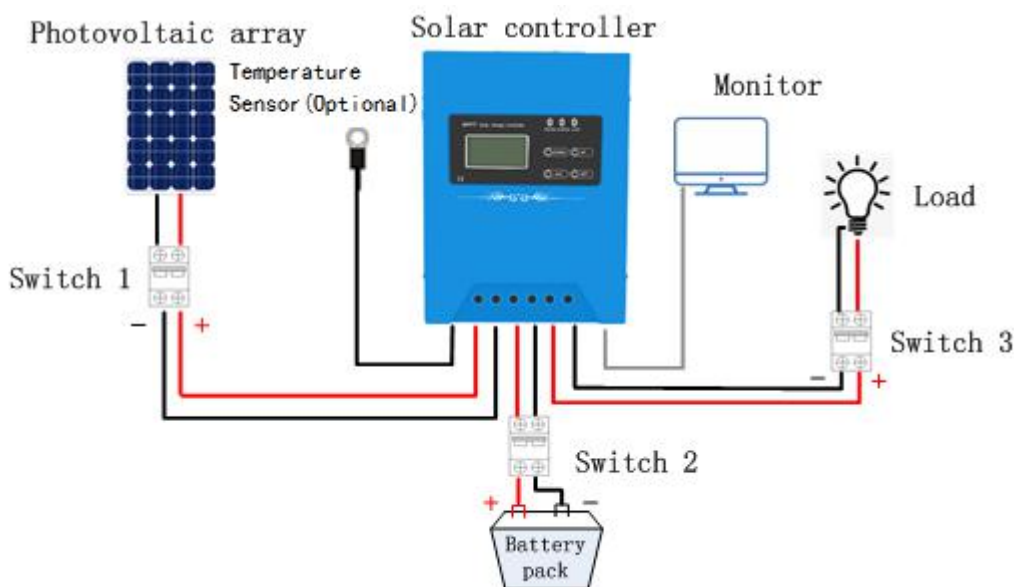 Photovoltaic array
Solar controller
Temperature
Sensor(Optional)
Monitor
Load
Switch 1
- +
Switch 3
- +
Switch 2
+ -
Battery
pack